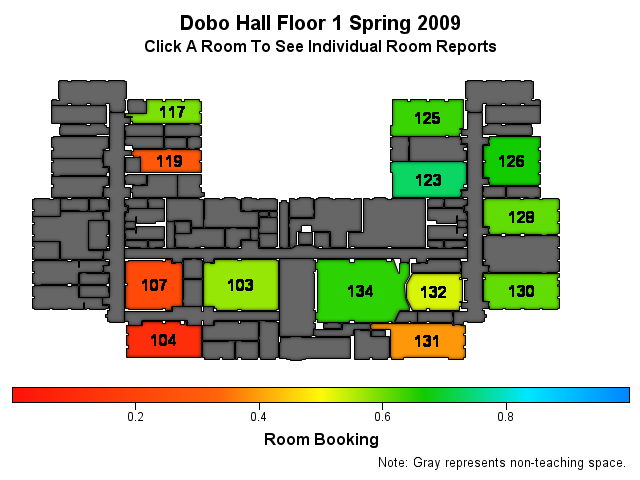 Dobo Hall Floor 1 Spring 2009
Click A Room To See Individual Room Reports
117
125
119
126
123
128
107
103
134
132
130
104
131
0.2 0.4 0.6 0.8
Room Booking
Note: Gray represents non-teaching space.